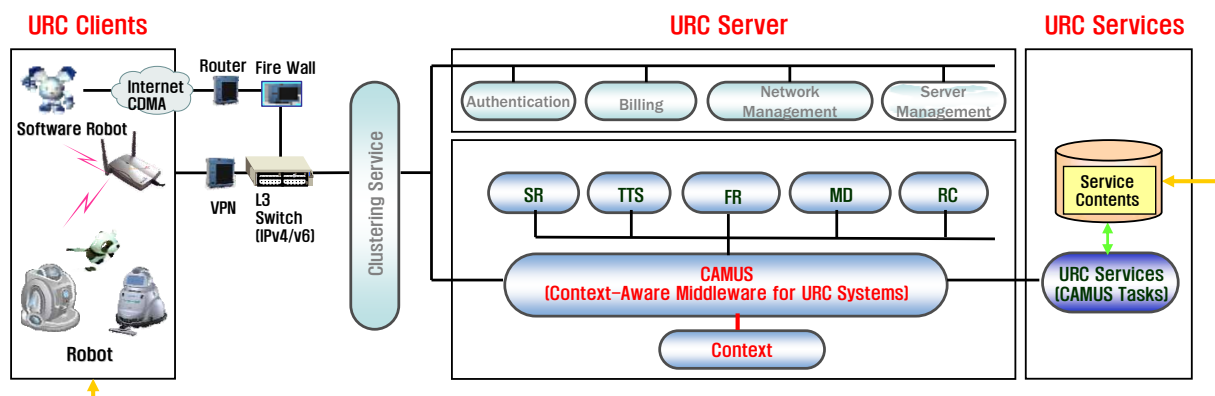 URC Clients
URC Server
URC Services
Router
Fire Wall
Internet
CDMA
Software Robot
VPN
L3
Switch
(IPv4/v6)
Robot
Clustering Service
Authentication
Billing
Network
Management
Server
Management
SR
TTS
FR
MD
RC
CAMUS
(Context-Aware Middleware for URC Systems)
Context
Service
Contents
URC Services
(CAMUS Tasks)